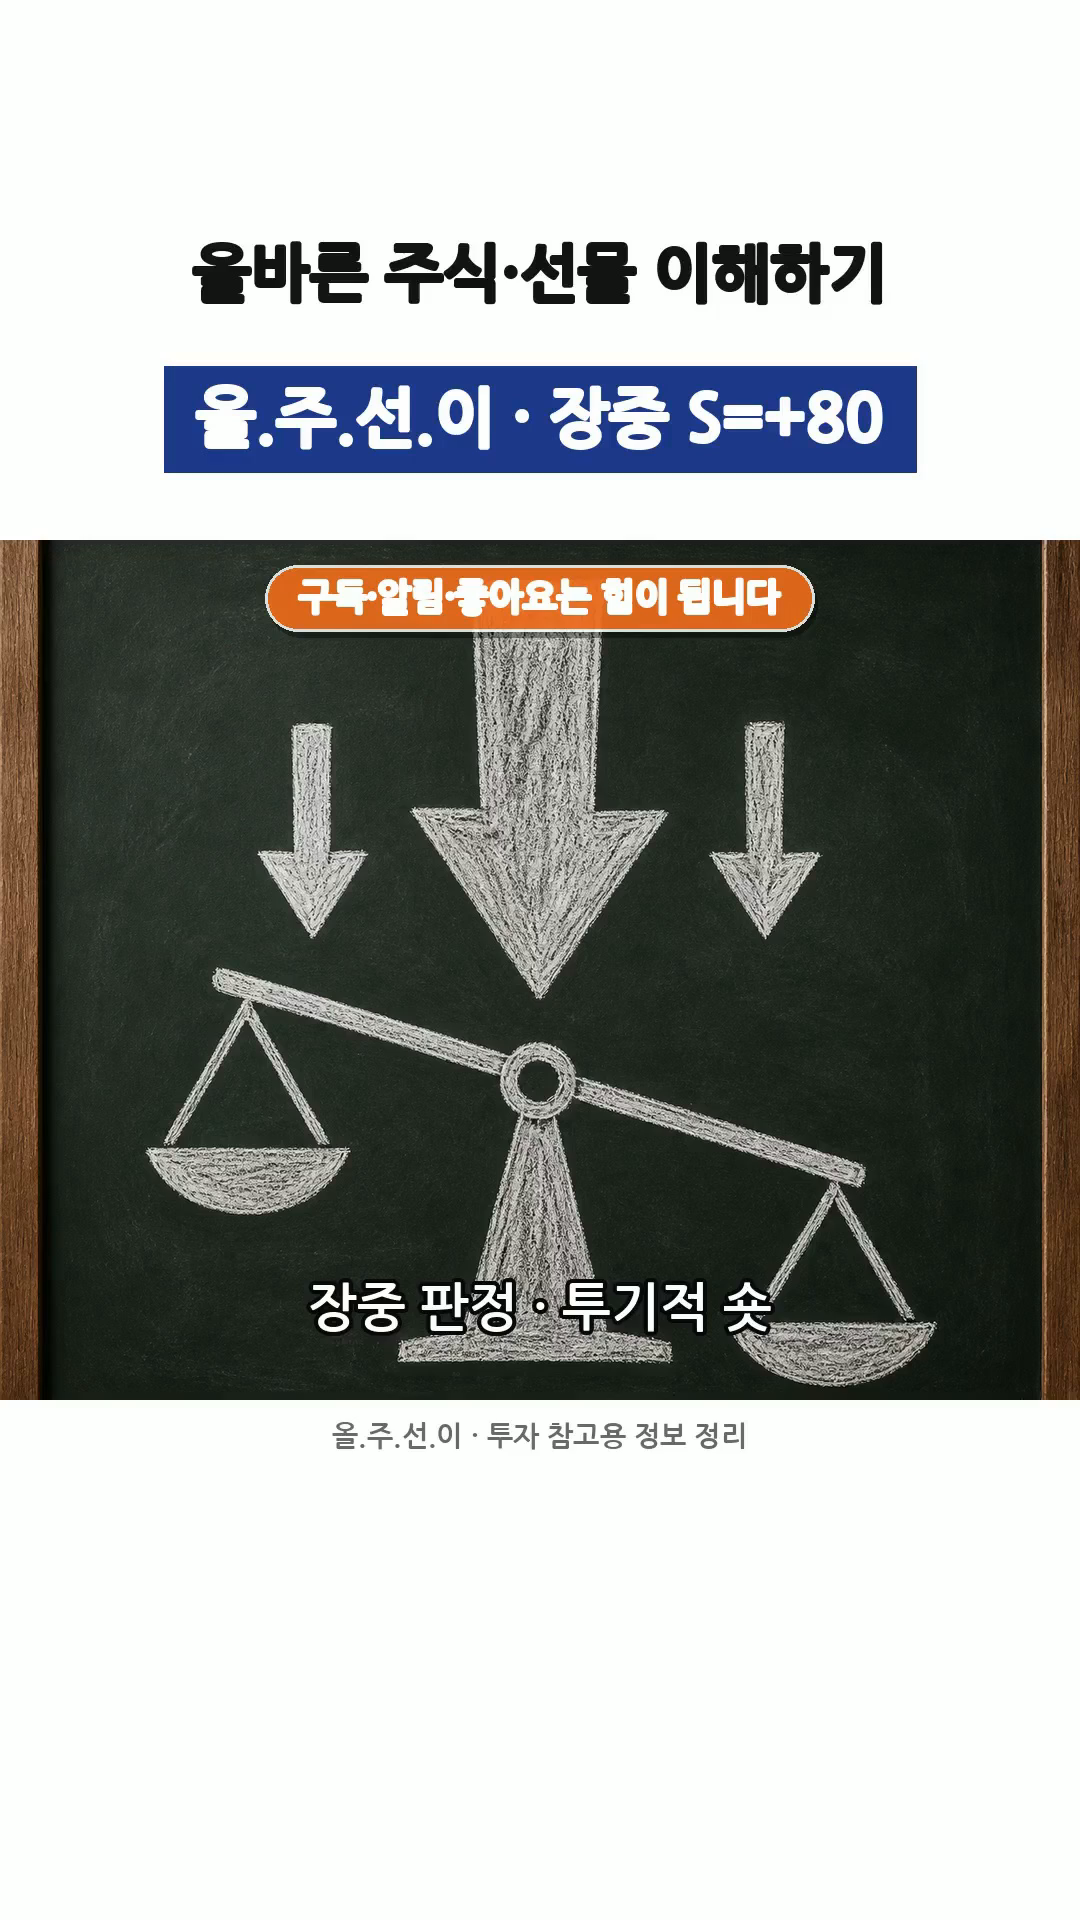 올바른 주식·선물 이해하기
올.주.선.이 · 장중 S=+80
구독·알림·좋아요는 힘이 됩니다
장중 판정 · 투기적 숏
올.주.선.이 · 투자 참고용 정보 정리